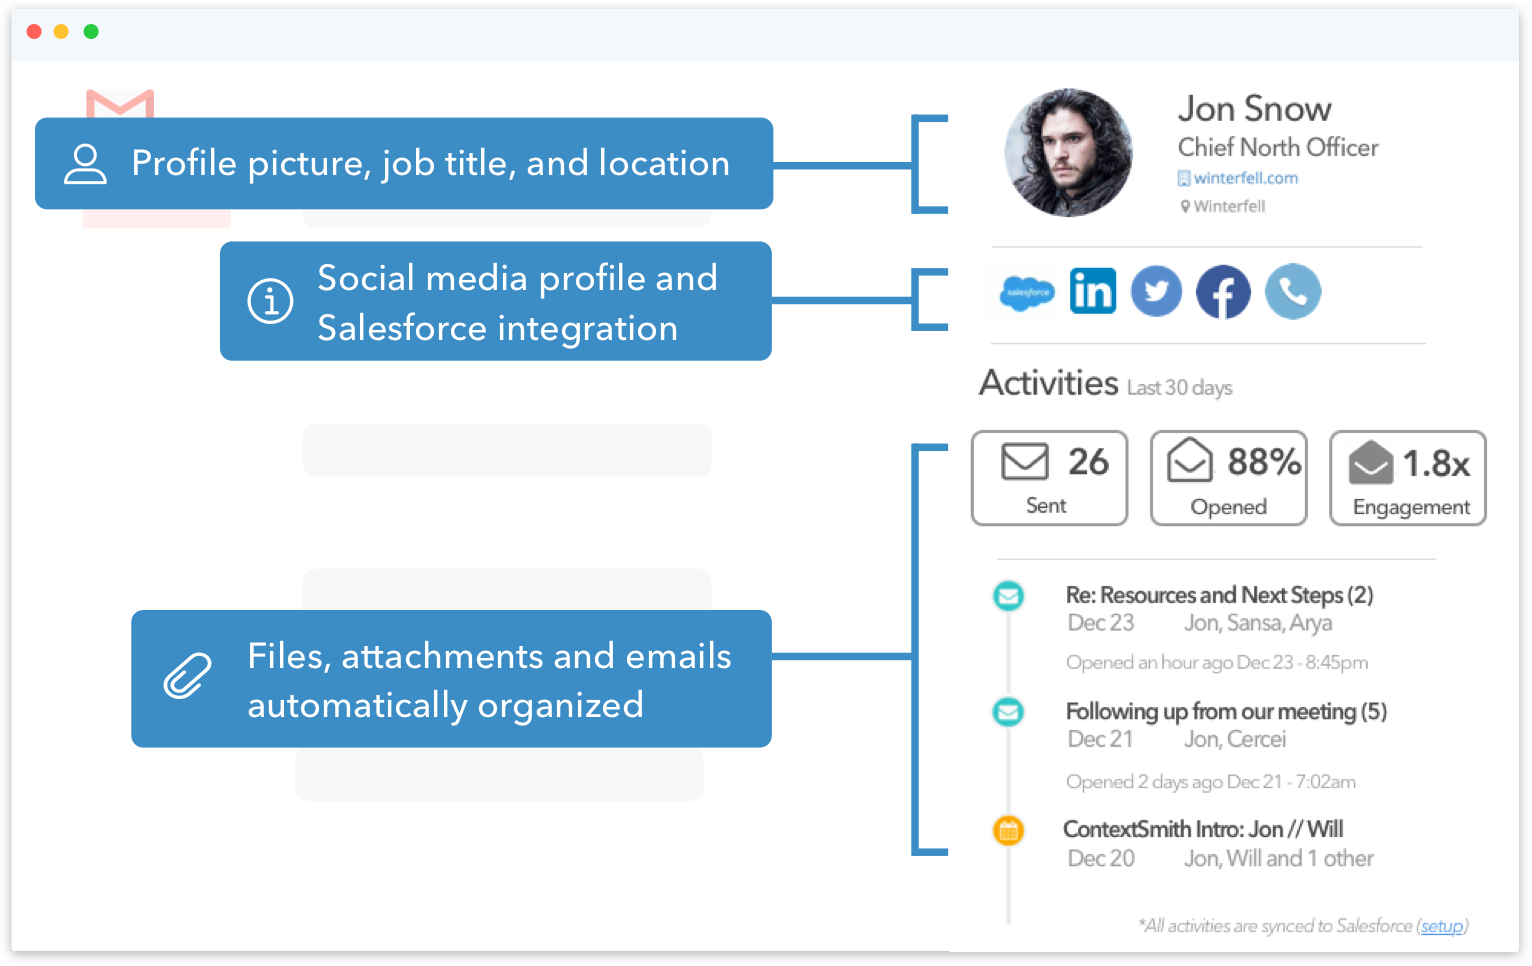 Profile picture, job title, and location
Jon Snow
Chief North Officer
winterfell.com
Winterfell
Social media profile and
Salesforce integration
salesforce
in
f
Activities Last 30 days
26
Sent
88%
Opened
1.8x
Engagement
Files, attachments and emails
automatically organized
Re: Resources and Next Steps (2)
Dec 23 Jon, Sansa, Arya
Opened an hour ago Dec 23 - 8:45pm
Following up from our meeting (5)
Dec 21 Jon, Cercei
Opened 2 days ago Dec 21 - 7:02am
ContextSmith Intro: Jon // Will
Dec 20 Jon, Will and 1 other
*All activities are synced to Salesforce (setup)